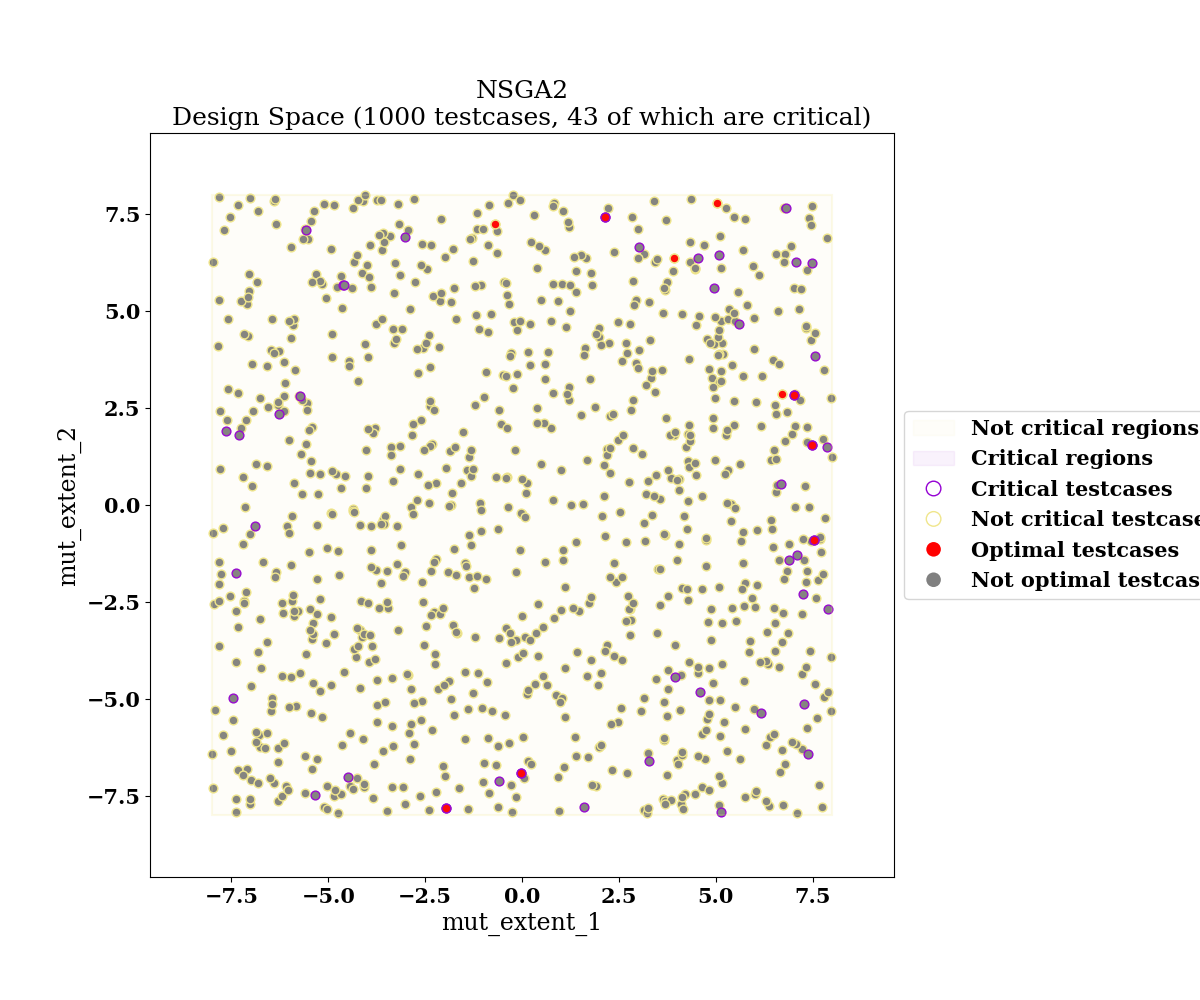 NSGA2
Design Space (1000 testcases, 43 of which are critical)
7.5
5.0
2.5
0.0
−2.5
−5.0
−7.5
mut_extent_2
−7.5
−5.0
−2.5
0.0
2.5
5.0
7.5
mut_extent_1
Not critical regions
Critical regions
Critical testcases
Not critical testcase
Optimal testcases
Not optimal testcas